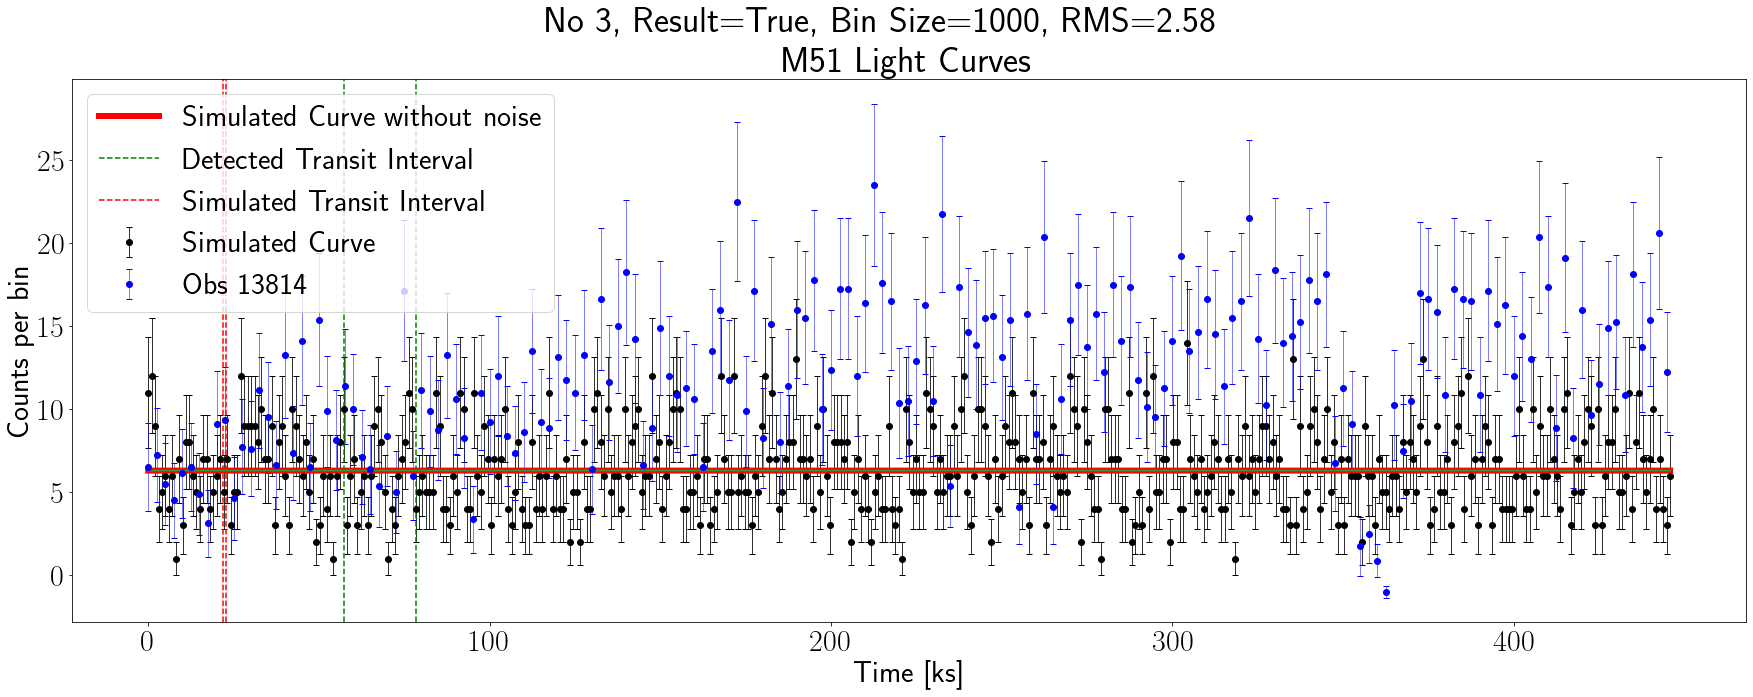 No 3, Result=True, Bin Size=1000, RMS=2.58
M51 Light Curves
Simulated Curve without noise
Detected Transit Interval
Simulated Transit Interval
Simulated Curve
Obs 13814
Counts per bin
25
20
15
10
5
0
0 100 200 300 400
Time [ks]